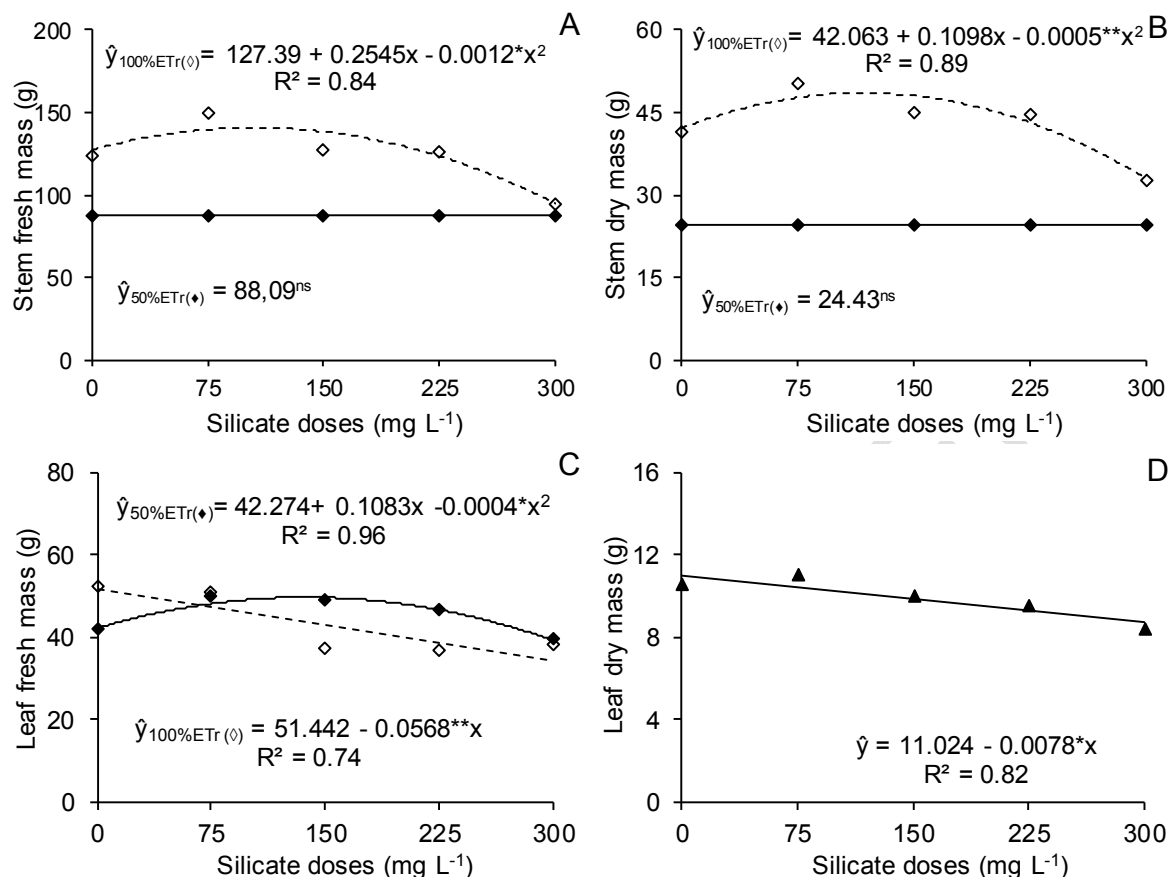 A
200
150
100
50
0
Stem fresh mass (g)
ŷ100%ETr(◊)= 127.39 + 0.2545x - 0.0012*x²
R² = 0.84
ŷ50%ETr(♦) = 88,09ns
0 75 150 225 300
Silicate doses (mg L-1)
B
60
45
30
15
0
Stem dry mass (g)
ŷ100%ETr(◊)= 42.063 + 0.1098x - 0.0005**x²
R² = 0.89
ŷ50%ETr(♦) = 24.43ns
0 75 150 225 300
Silicate doses (mg L-1)
C
80
60
40
20
0
Leaf fresh mass (g)
ŷ50%ETr(♦)= 42.274+ 0.1083x -0.0004*x²
R² = 0.96
ŷ100%ETr (◊) = 51.442 - 0.0568**x
R² = 0.74
0 75 150 225 300
Silicate doses (mg L-1)
D
16
12
8
4
0
Leaf dry mass (g)
ŷ = 11.024 - 0.0078*x
R² = 0.82
0 75 150 225 300
Silicate doses (mg L-1)